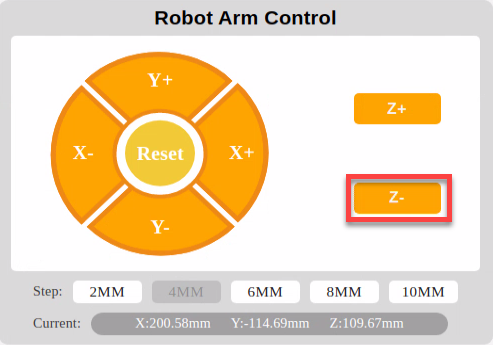 Robot Arm Control
Y+
X-
Reset
X+
Y-
Z+
Z-
Step: 2MM 4MM 6MM 8MM 10MM
Current: X:200.58mm Y:-114.69mm Z:109.67mm